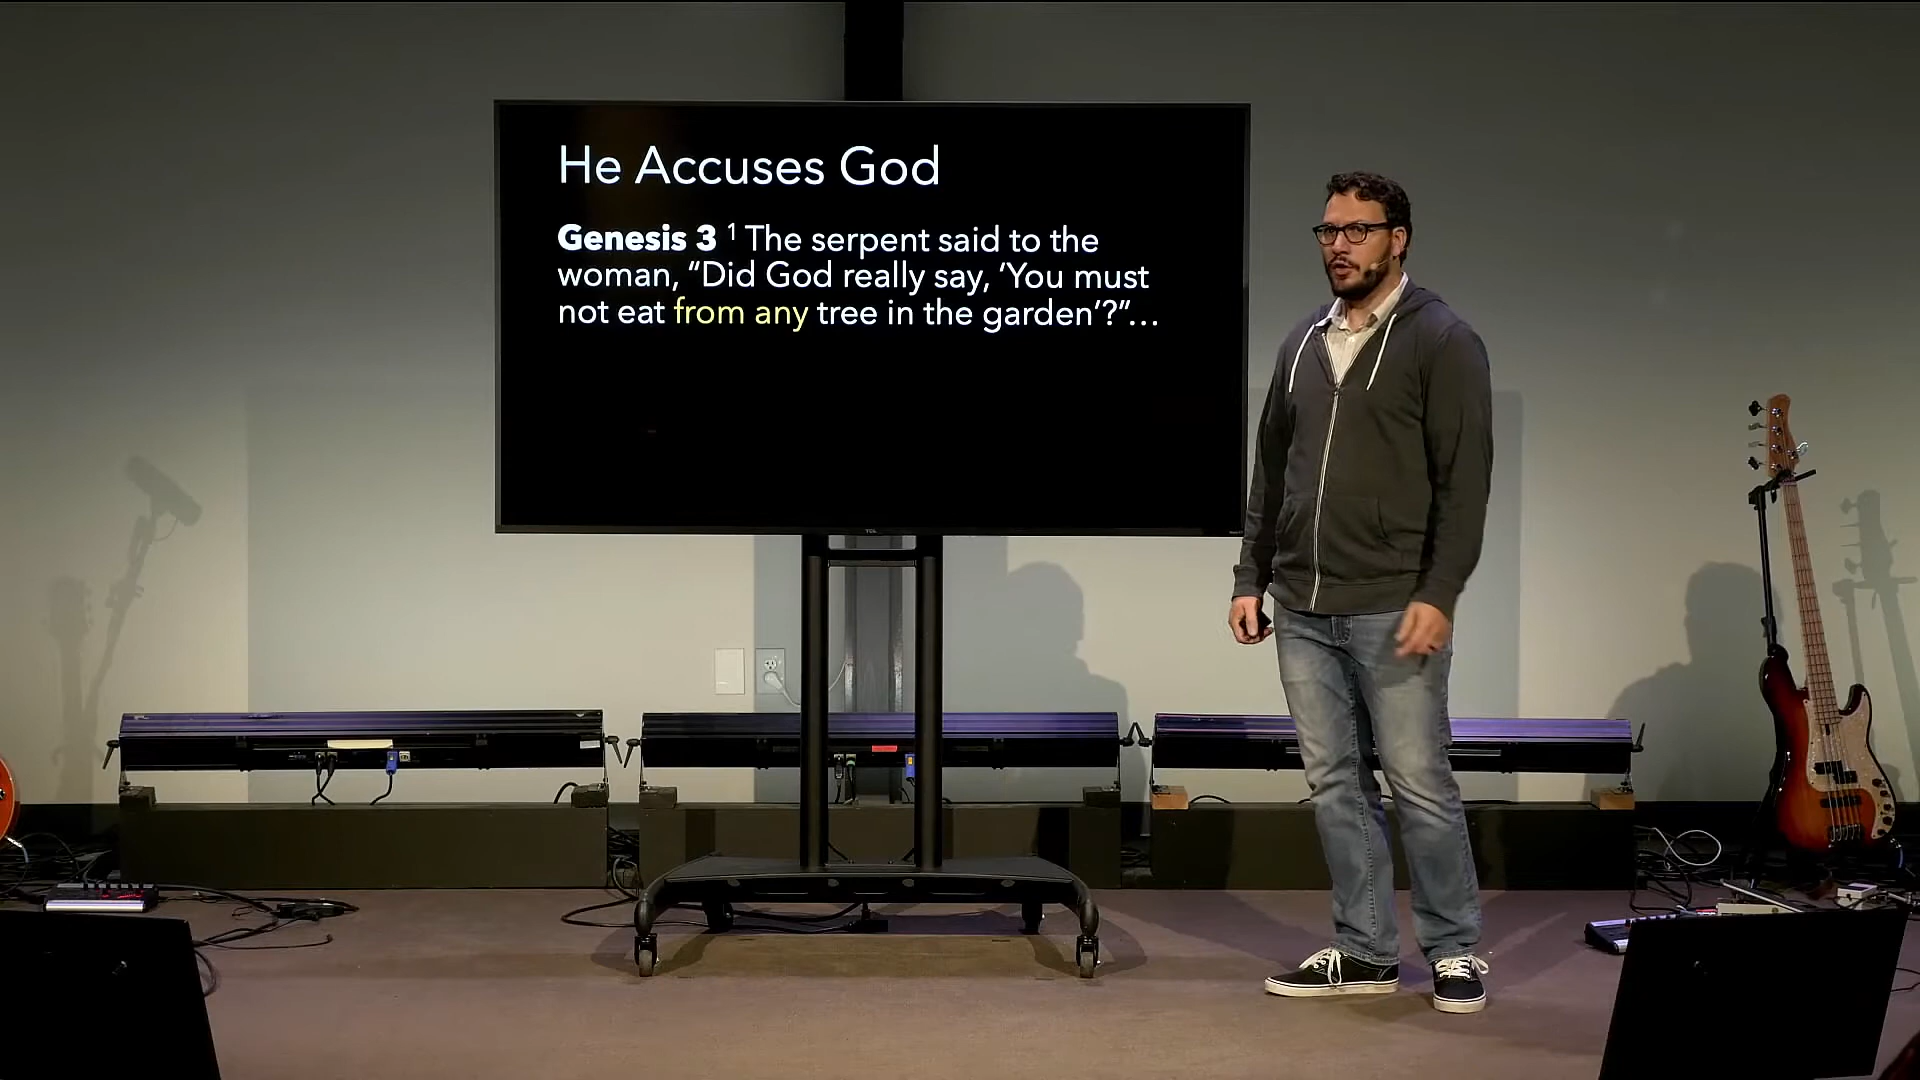 He Accuses God
Genesis 3 1 The serpent said to the
woman, “Did God really say, ‘You must
not eat from any tree in the garden’?”…
TCL